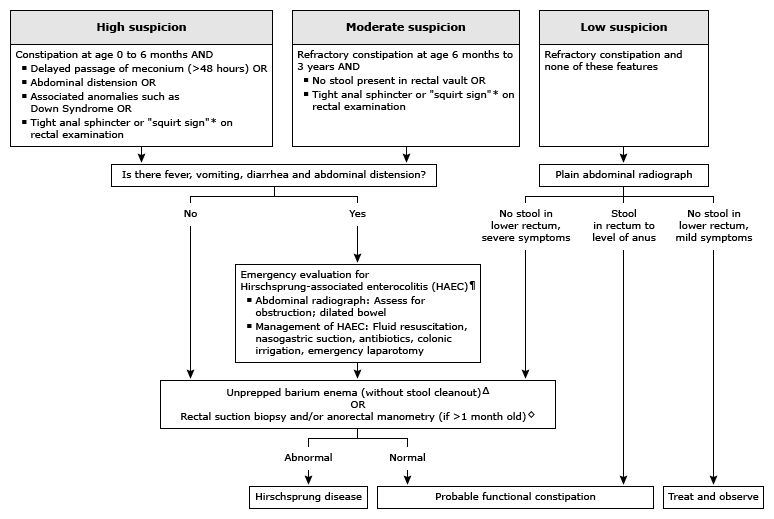 High suspicion
Constipation at age 0 to 6 months AND
▪ Delayed passage of meconium (>48 hours) OR
▪ Abdominal distension OR
▪ Associated anomalies such as
Down Syndrome OR
▪ Tight anal sphincter or "squirt sign"* on
rectal examination
Moderate suspicion
Refractory constipation at age 6 months to
3 years AND
▪ No stool present in rectal vault OR
▪ Tight anal sphincter or "squirt sign"* on
rectal examination
Low suspicion
Refractory constipation and
none of these features
Is there fever, vomiting, diarrhea and abdominal distension?
Plain abdominal radiograph
No
Yes
No stool in
lower rectum,
severe symptoms
Stool
in rectum to
level of anus
No stool in
lower rectum,
mild symptoms
Emergency evaluation for
Hirschsprung-associated enterocolitis (HAEC)¶
▪ Abdominal radiograph: Assess for
obstruction; dilated bowel
▪ Management of HAEC: Fluid resuscitation,
nasogastric suction, antibiotics, colonic
irrigation, emergency laparotomy
Unprepped barium enema (without stool cleanout)Δ
OR
Rectal suction biopsy and/or anorectal manometry (if >1 month old)◇
Abnormal
Normal
Hirschsprung disease
Probable functional constipation
Treat and observe